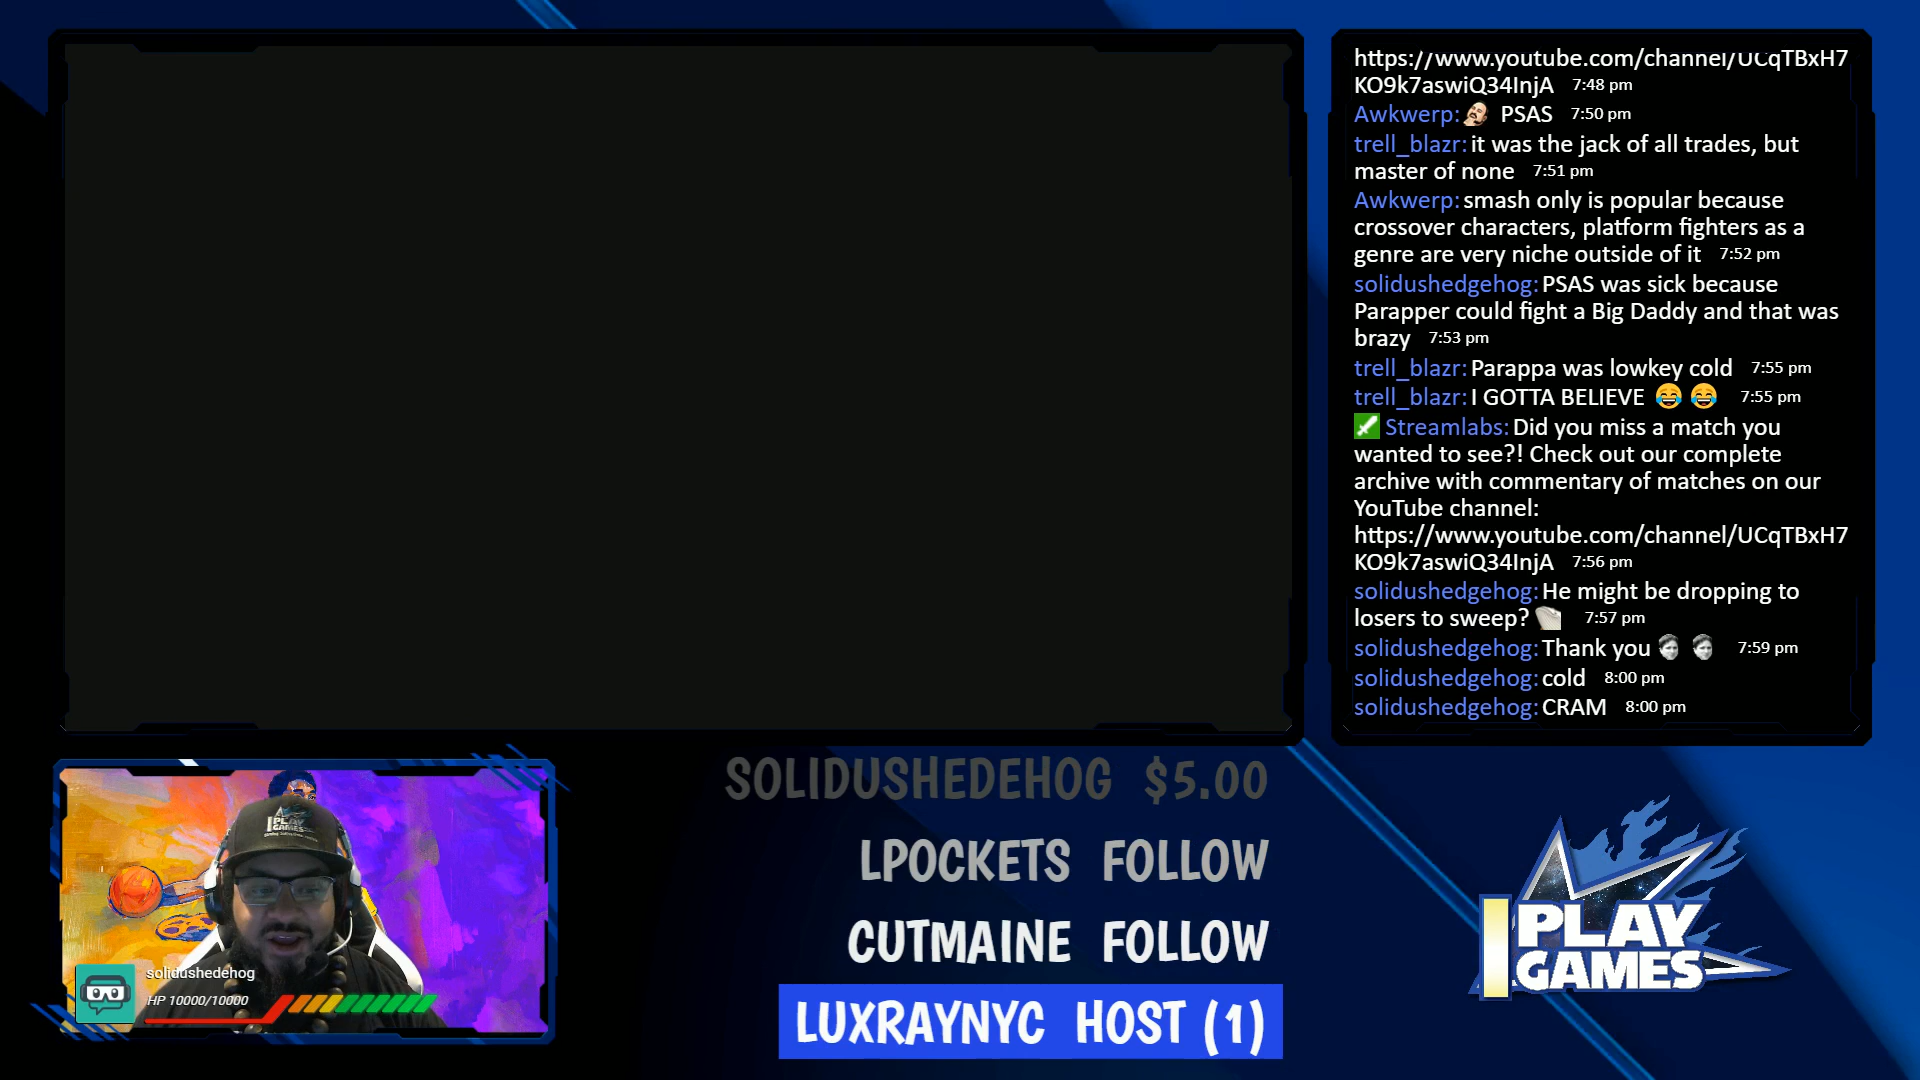 https://www.youtube.com/channel/UCqTBxH7
KO9k7aswiQ34InjA 7:48 pm
Awkwerp: PSAS 7:50 pm
trell_blazr: it was the jack of all trades, but
master of none 7:51 pm
Awkwerp: smash only is popular because
crossover characters, platform fighters as a
genre are very niche outside of it 7:52 pm
solidushedgehog: PSAS was sick because
Parapper could fight a Big Daddy and that was
brazy 7:53 pm
trell_blazr: Parappa was lowkey cold 7:55 pm
trell_blazr: I GOTTA BELIEVE 😂 😂 7:55 pm
Streamlabs: Did you miss a match you
wanted to see?! Check out our complete
archive with commentary of matches on our
YouTube channel:
https://www.youtube.com/channel/UCqTBxH7
KO9k7aswiQ34InjA 7:56 pm
solidushedgehog: He might be dropping to
losers to sweep? 7:57 pm
solidushedgehog: Thank you 7:59 pm
solidushedgehog: cold 8:00 pm
solidushedgehog: CRAM 8:00 pm
SOLIDUSHEDEHOG $5.00
LPOCKETS FOLLOW
CUTMAINE FOLLOW
LUXRAYNYC HOST (1)
I PLAY
GAMES
solidushedehog
HP 10000/10000
I PLAY
GAMES